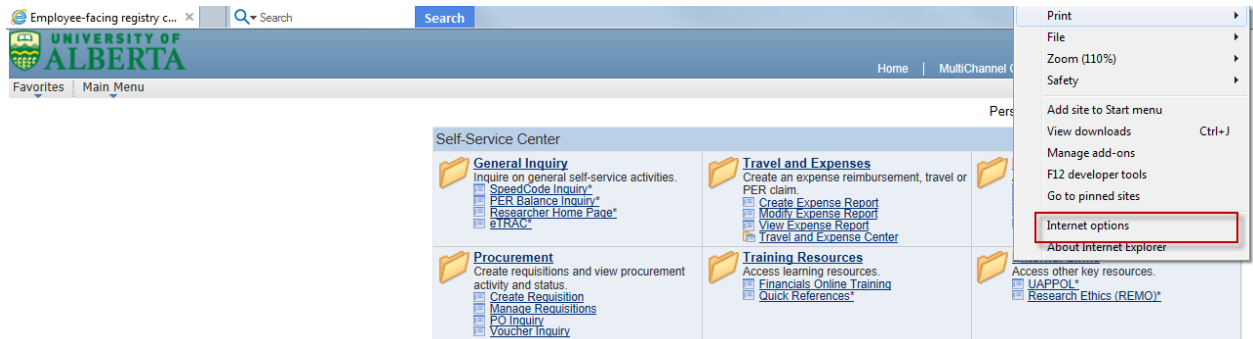 Employee-facing registry c...
Search
Search
UNIVERSITY OF
ALBERTA
Home | MultiChannel
Favorites
Main Menu
Pers
Self-Service Center
General Inquiry
Inquire on general self-service activities.
SpeedCode Inquiry*
PER Balance Inquiry*
Researcher Home Page*
eTRAC*
Travel and Expenses
Create an expense reimbursement, travel or
PER claim.
Create Expense Report
Modify Expense Report
View Expense Report
Travel and Expense Center
Procurement
Create requisitions and view procurement
activity and status.
Create Requisition
Manage Requisitions
PO Inquiry
Voucher Inquiry
Training Resources
Access learning resources.
Financials Online Training
Quick References*
Access other key resources.
UAPPOL*
Research Ethics (REMO)*
Print
File
Zoom (110%)
Safety
Add site to Start menu
View downloads Ctrl+J
Manage add-ons
F12 developer tools
Go to pinned sites
Internet options
About Internet Explorer